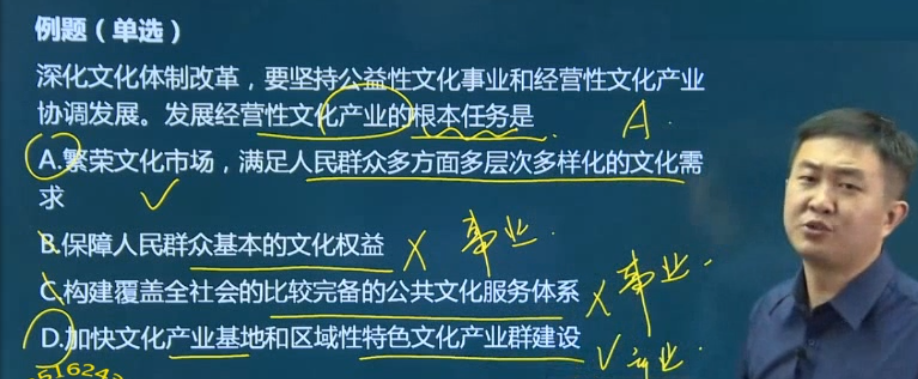 例题（单选）
深化文化体制改革，要坚持公益性文化事业和经营性文化产业
协调发展。发展经营性文化产业的根本任务是
A.
A.繁荣文化市场，满足人民群众多方面多层次多样化的文化需
求
B.保障人民群众基本的文化权益
事业.
C.构建覆盖全社会的比较完备的公共文化服务体系
事业.
D.加快文化产业基地和区域性特色文化产业群建设
产业.